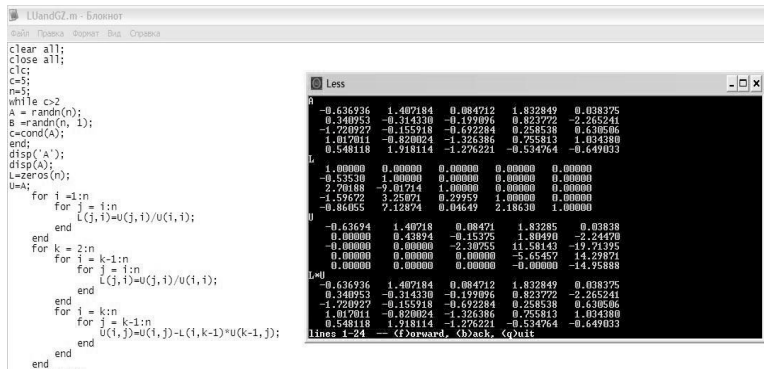 LUandGZ.m - Блокнот
Файл Правка Формат Вид Справка
clear all;
close all;
clc;
c=5;
n=5;
while c>2
A = randn(n);
B =randn(n, 1);
c=cond(A);
end;
disp('A');
disp(A);
L=zeros(n);
U=A;
for i =1:n
for j = i:n
L(j,i)=U(j,i)/U(i,i);
end
end
for k = 2:n
for i = k-1:n
for j = i:n
L(j,i)=U(j,i)/U(i,i);
end
end
for i = k:n
for j = k-1:n
U(i,j)=U(i,j)-L(i,k-1)*U(k-1,j);
end
end
end
Less
A
-0.636936 1.407184 0.084712 1.832849 0.038375
0.340953 -0.314330 -0.199096 0.823772 -2.265241
-1.720927 -0.155918 -0.692284 0.258538 0.630506
1.017011 -0.820024 -1.326386 0.755813 1.034380
0.548118 1.918114 -1.276221 -0.534764 -0.649033
L
1.00000 0.00000 0.00000 0.00000 0.00000
-0.53530 1.00000 0.00000 0.00000 0.00000
2.70188 -9.01714 1.00000 0.00000 0.00000
-1.59672 3.25071 0.29959 1.00000 0.00000
-0.86055 7.12874 0.04649 2.18630 1.00000
U
-0.63694 1.40718 0.08471 1.83285 0.03838
0.00000 0.43894 -0.15375 1.80490 -2.24470
-0.00000 0.00000 -2.30755 11.58143 -19.71395
0.00000 0.00000 0.00000 -5.65457 14.29871
0.00000 0.00000 0.00000 -0.00000 -14.95888
L*U
-0.636936 1.407184 0.084712 1.832849 0.038375
0.340953 -0.314330 -0.199096 0.823772 -2.265241
-1.720927 -0.155918 -0.692284 0.258538 0.630506
1.017011 -0.820024 -1.326386 0.755813 1.034380
0.548118 1.918114 -1.276221 -0.534764 -0.649033
lines 1-24 -- (f)orward, (b)ack, (q)uit